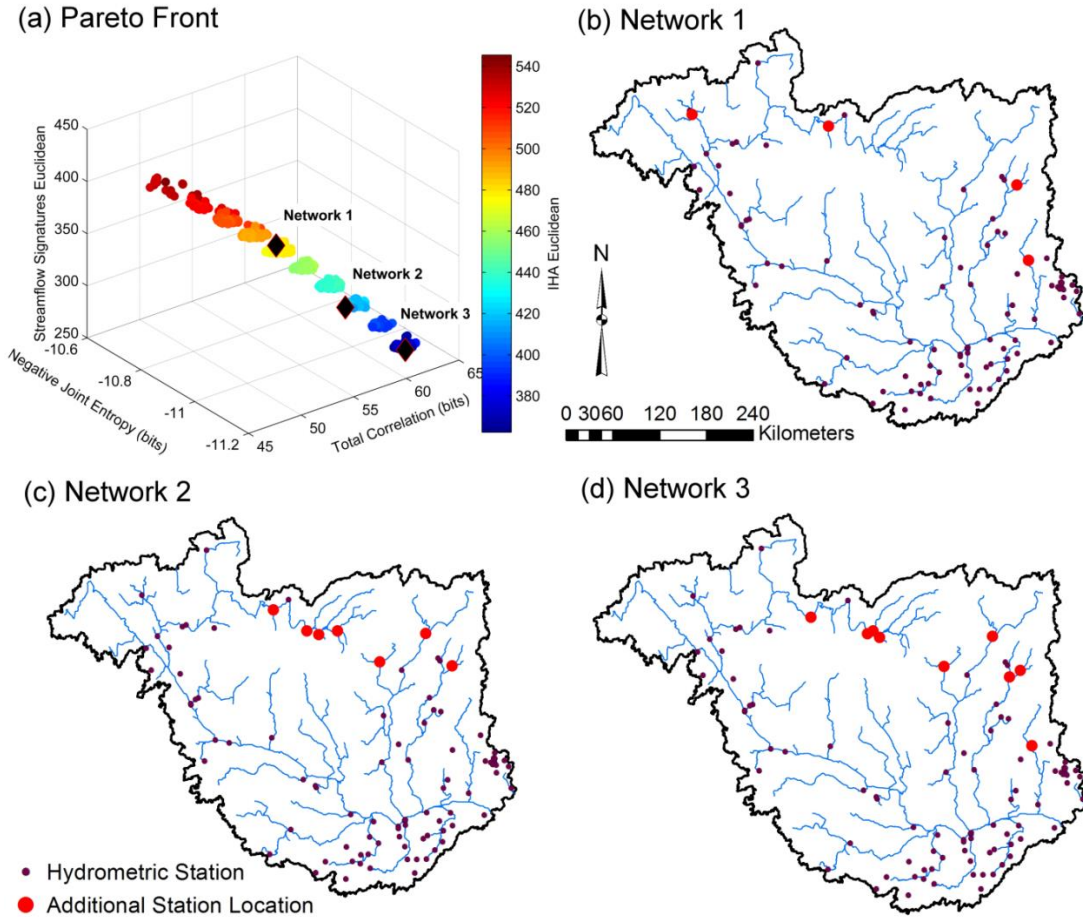 (a) Pareto Front
Streamflow Signatures Euclidean
450
400
350
300
250
-10.6
-10.8
-11
-11.2
Negative Joint Entropy (bits)
45
50
55
60
65
Total Correlation (bits)
Network 1
Network 2
Network 3
IHA Euclidean
540
520
500
480
460
440
420
400
380
(b) Network 1
N
0 3060 120 180 240
Kilometers
(c) Network 2
Hydrometric Station
Additional Station Location
(d) Network 3